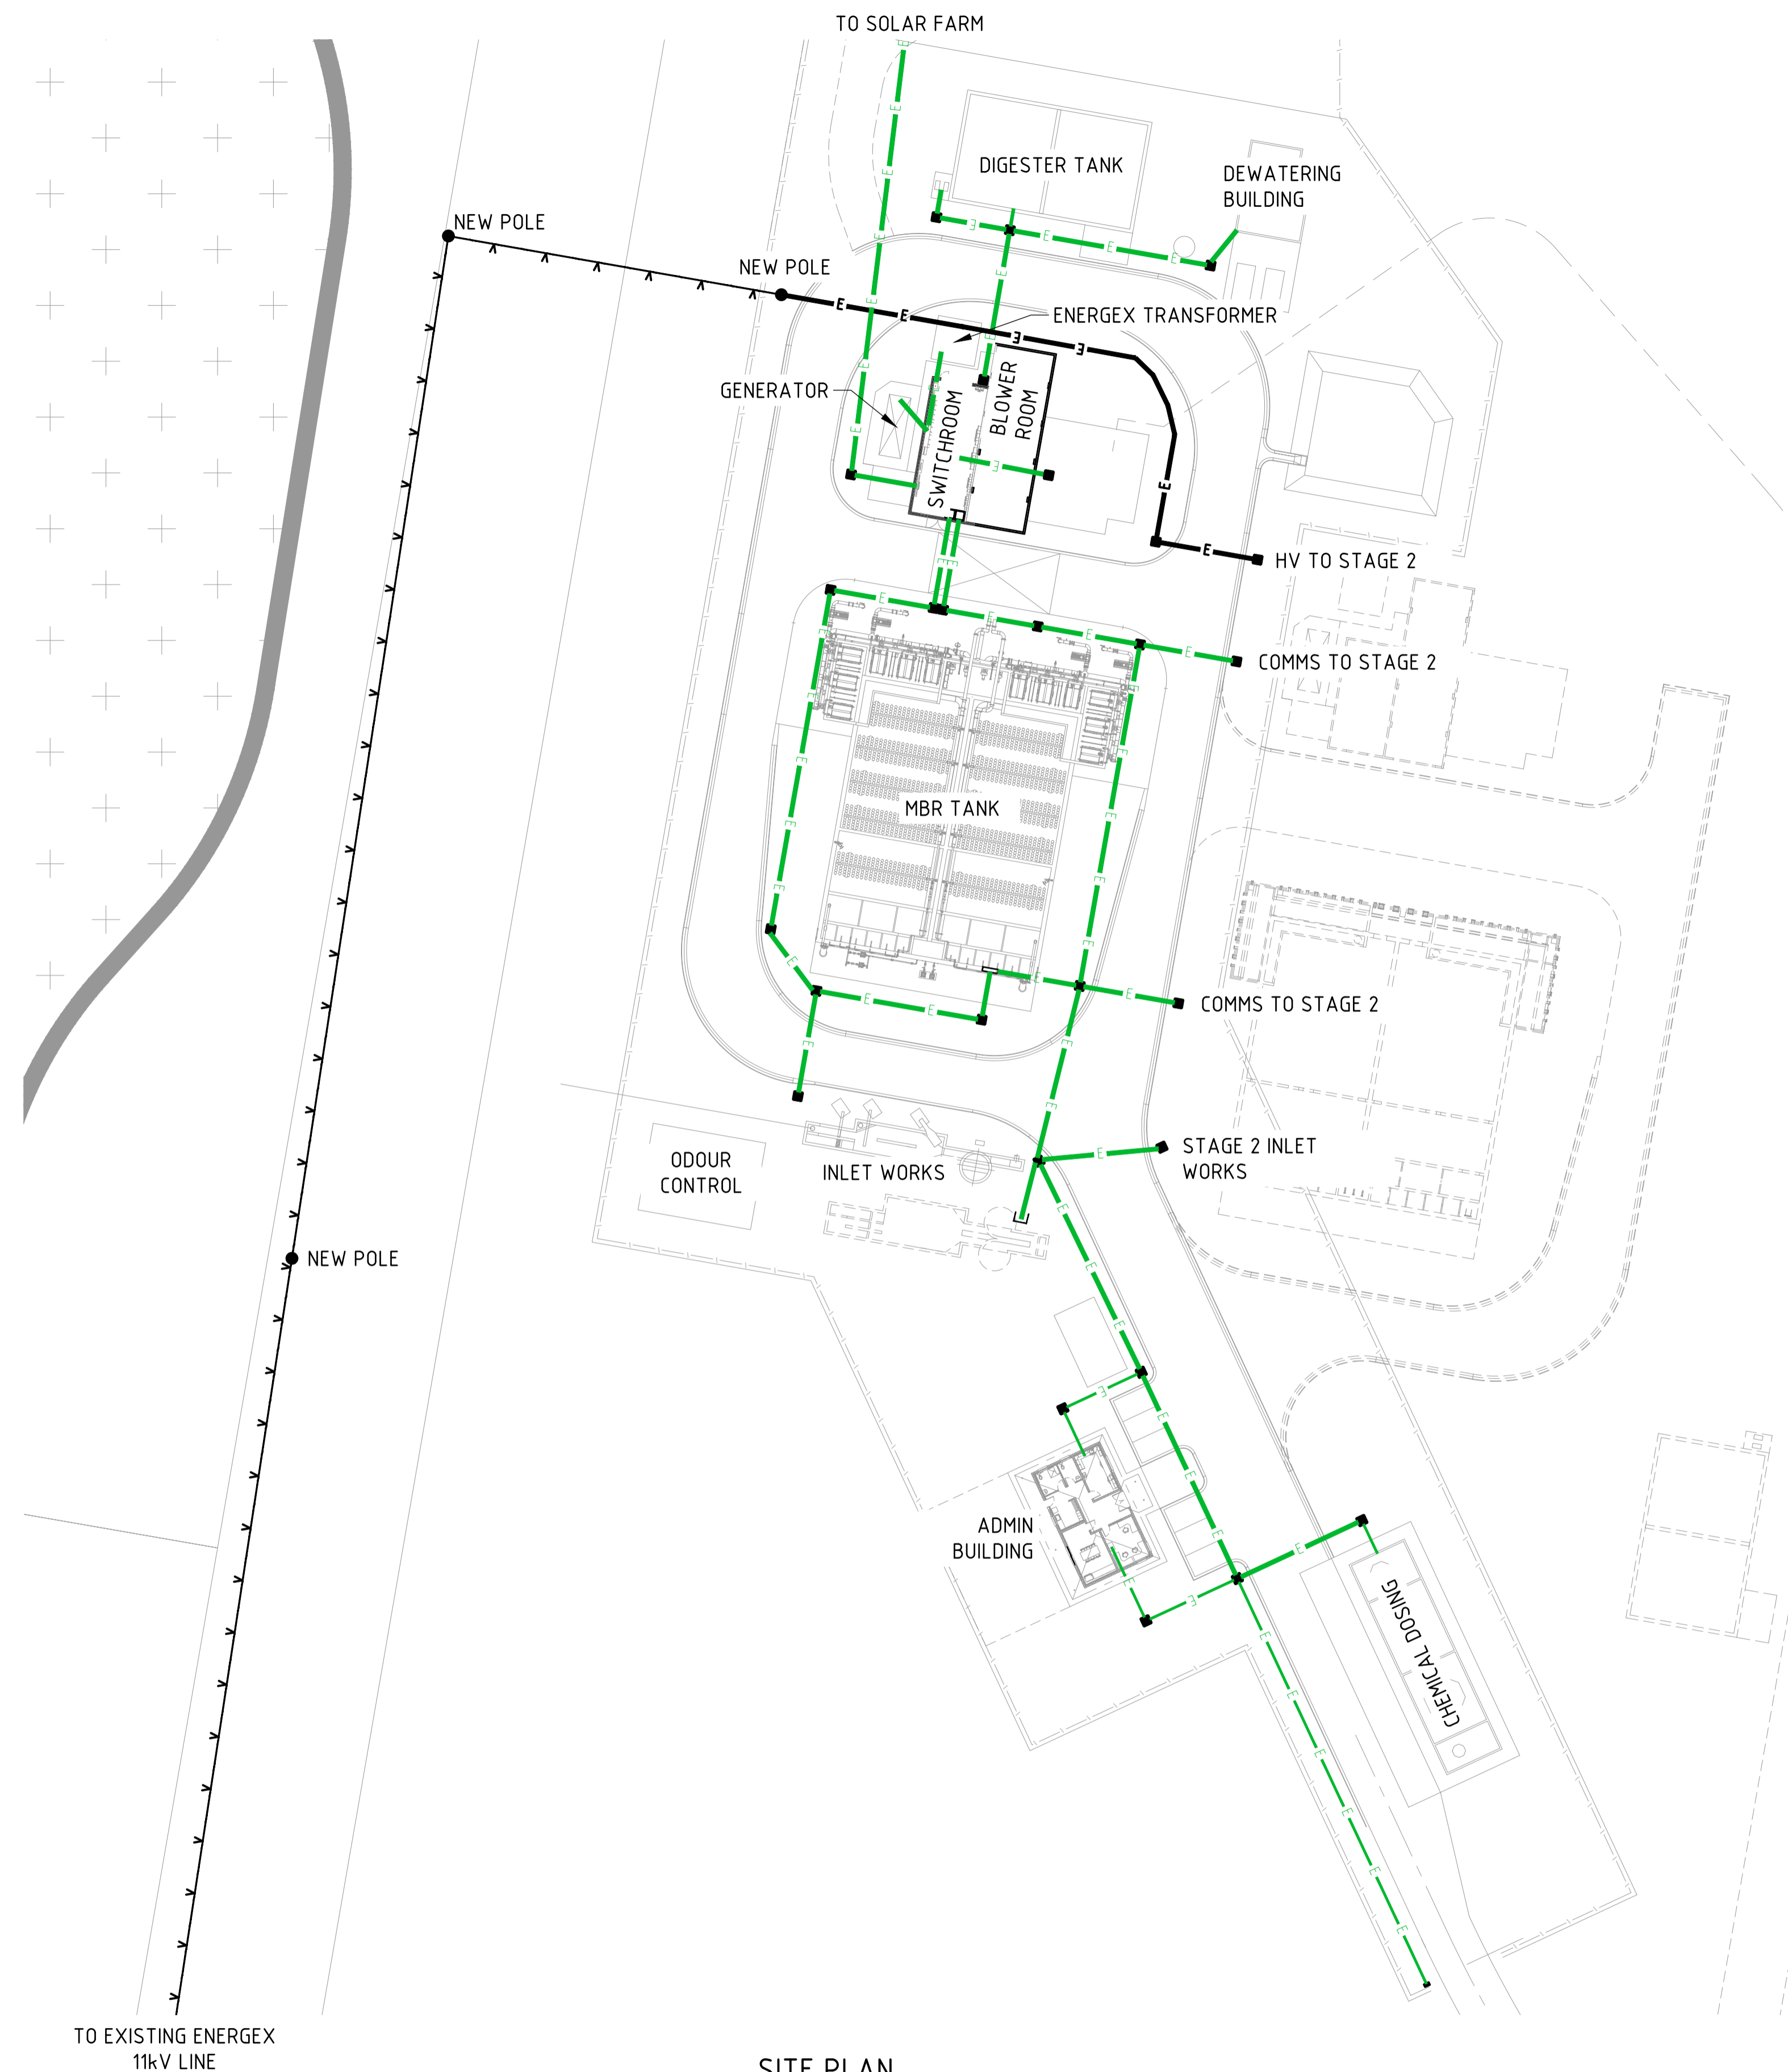 TO SOLAR FARM
DIGESTER TANK
DEWATERING
BUILDING
NEW POLE
NEW POLE
ENERGEX TRANSFORMER
GENERATOR
SWITCHROOM
BLOWER
ROOM
HV TO STAGE 2
COMMS TO STAGE 2
MBR TANK
COMMS TO STAGE 2
ODOUR
CONTROL
INLET WORKS
STAGE 2 INLET
WORKS
NEW POLE
ADMIN
BUILDING
CHEMICAL DOSING
TO EXISTING ENERGEX
11kV LINE
SITE PLAN